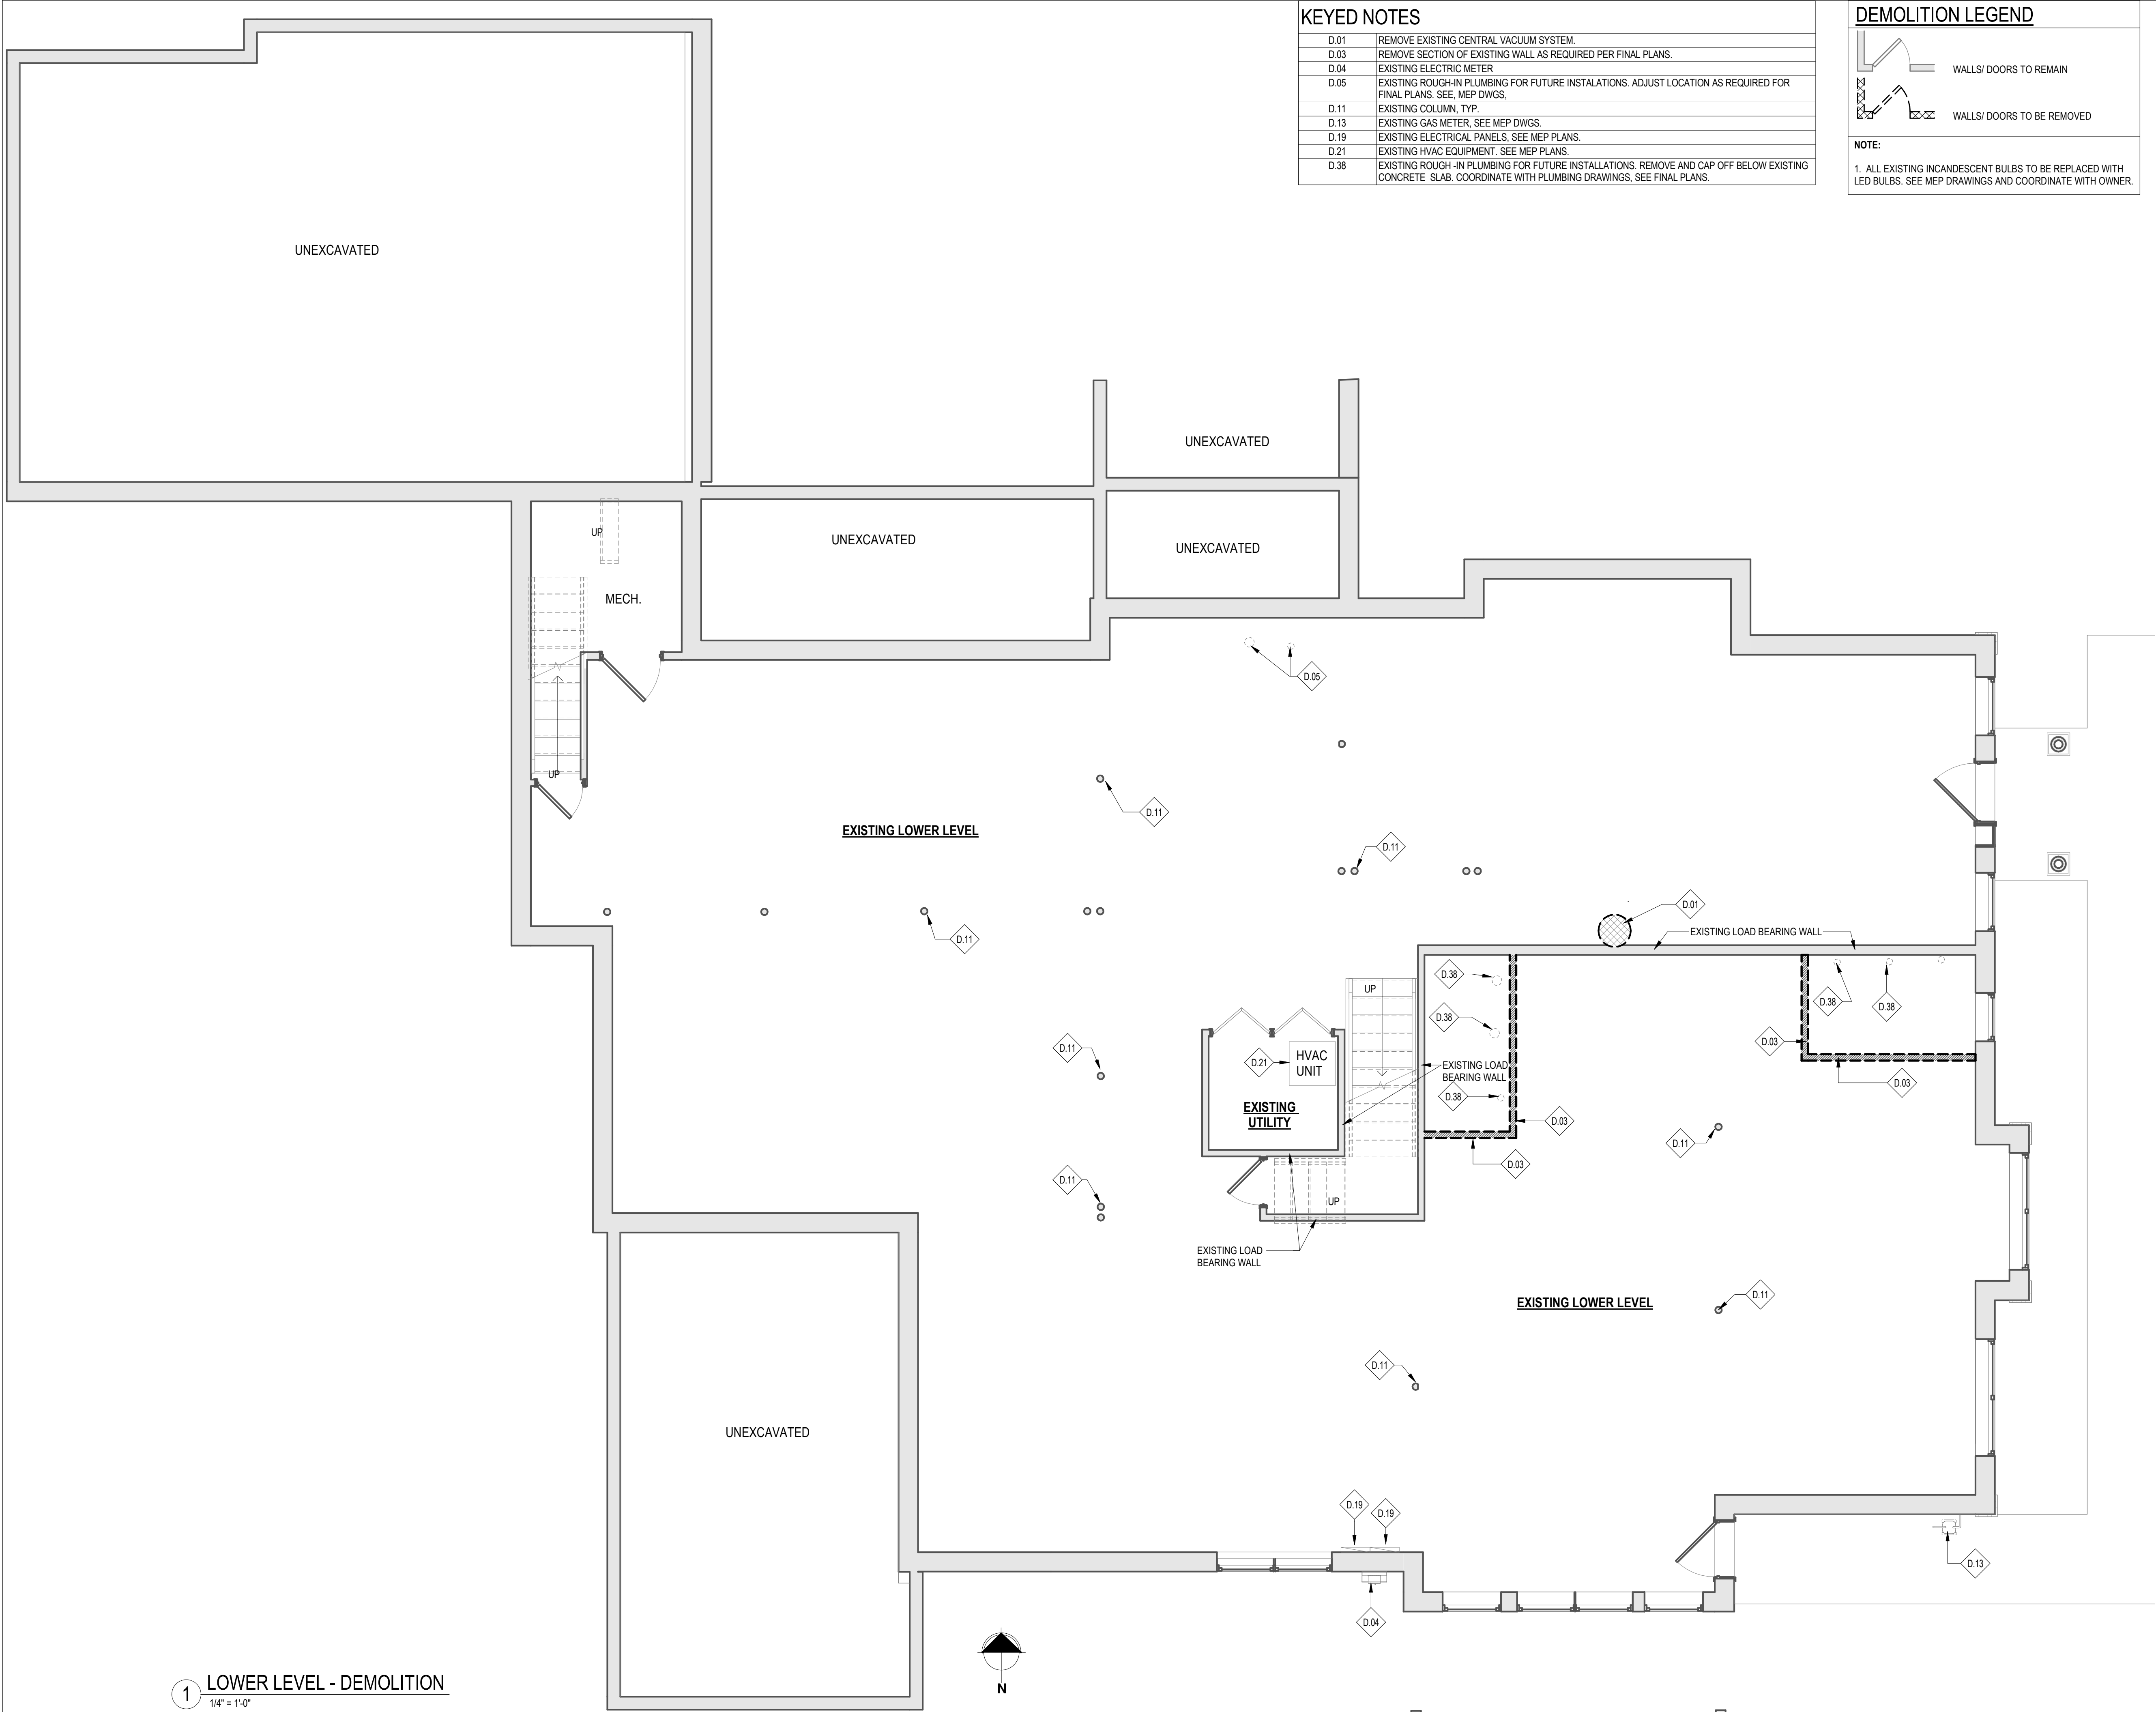 KEYED NOTES
D.01 REMOVE EXISTING CENTRAL VACUUM SYSTEM.
D.03 REMOVE SECTION OF EXISTING WALL AS REQUIRED PER FINAL PLANS.
D.04 EXISTING ELECTRIC METER
D.05 EXISTING ROUGH-IN PLUMBING FOR FUTURE INSTALATIONS. ADJUST LOCATION AS REQUIRED FOR
FINAL PLANS. SEE, MEP DWGS,
D.11 EXISTING COLUMN, TYP.
D.13 EXISTING GAS METER, SEE MEP DWGS.
D.19 EXISTING ELECTRICAL PANELS, SEE MEP PLANS.
D.21 EXISTING HVAC EQUIPMENT. SEE MEP PLANS.
D.38 EXISTING ROUGH -IN PLUMBING FOR FUTURE INSTALLATIONS. REMOVE AND CAP OFF BELOW EXISTING
CONCRETE SLAB. COORDINATE WITH PLUMBING DRAWINGS, SEE FINAL PLANS.
DEMOLITION LEGEND
WALLS/ DOORS TO REMAIN
WALLS/ DOORS TO BE REMOVED
NOTE:
1. ALL EXISTING INCANDESCENT BULBS TO BE REPLACED WITH
LED BULBS. SEE MEP DRAWINGS AND COORDINATE WITH OWNER.
UNEXCAVATED
UNEXCAVATED
UNEXCAVATED
UNEXCAVATED
UP
MECH.
UP
D.05
D.11
EXISTING LOWER LEVEL
D.11
D.01
EXISTING LOAD BEARING WALL
D.11
D.38
UP
D.38
D.38
D.38
D.03
D.11
D.21
HVAC
UNIT
EXISTING LOAD
BEARING WALL
D.03
D.38
EXISTING
UTILITY
D.03
D.11
D.03
D.11
UP
EXISTING LOAD
BEARING WALL
D.11
EXISTING LOWER LEVEL
D.11
UNEXCAVATED
D.19
D.19
D.13
D.04
N
1
LOWER LEVEL - DEMOLITION
1/4" = 1'-0"